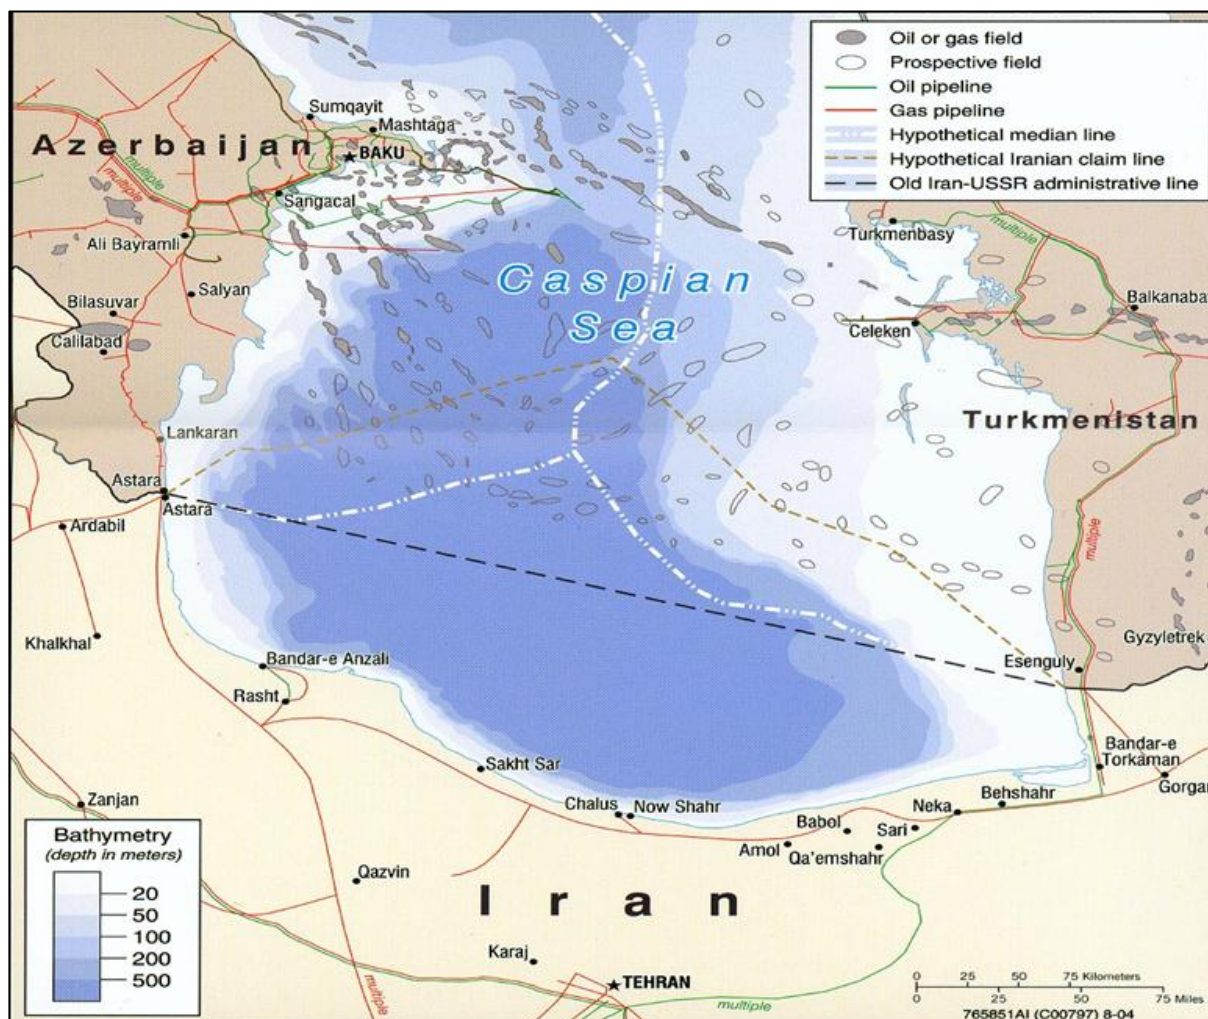 Oil or gas field
Prospective field
Oil pipeline
Gas pipeline
Hypothetical median line
Hypothetical Iranian claim line
Old Iran-USSR administrative line
Sumqayit
Mashtaga
Azerbaijan
BAKU
multiple
multiple
Sangacal
Ali Bayramli
Turkmenbasy
multiple
Caspian
Sea
Salyan
Bilasuvar
Balkanabat
Celeken
Calilabad
Turkmenistan
Lankaran
Astara
Astara
Ardabil
multiple
Khalkhal
Gyzyletrek
Esenguly
Bandar-e Anzali
Rasht
Bandar-e
Torkaman
Sakht Sar
Gorgan
Behshahr
Zanjan
Chalus
Now Shahr
Neka
Babol
Sari
Amol
Qa'emshahr
Bathymetry
(depth in meters)
20
50
100
200
500
Qazvin
Iran
Karaj
TEHRAN
multiple
multiple
0 25 50 75 Kilometers
0 25 50 75 Miles
765851AI (C00797) 8-04